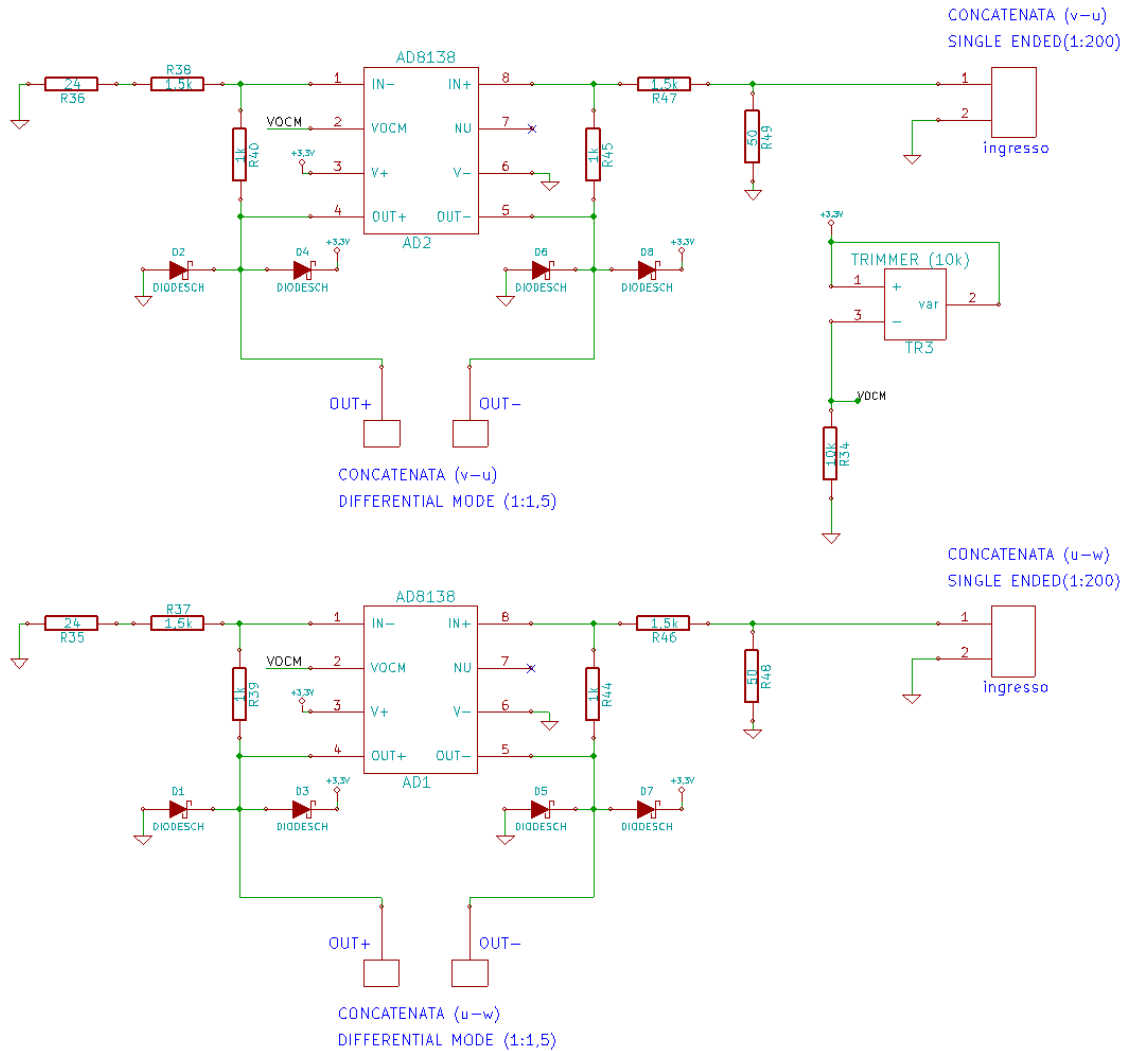 CONCATENATA (v-u)
SINGLE ENDED(1:200)
AD8138
24
R36
R38
1,5k
1
IN-
IN+
8
1,5k
R47
1
2
ingresso
VOCM
2
VOCM
NU
7
1k
R40
1k
R45
50
R49
+3,3V
3
V+
V-
6
4
OUT+
OUT-
5
AD2
D2
DIODESCH
D4
DIODESCH
+3,3V
D6
DIODESCH
D8
DIODESCH
+3,3V
+3,3V
TRIMMER (10k)
1
+
var
2
3
-
TR3
VOCM
10k
R34
OUT+
OUT-
CONCATENATA (v-u)
DIFFERENTIAL MODE (1:1,5)
CONCATENATA (u-w)
SINGLE ENDED(1:200)
AD8138
24
R35
R37
1,5k
1
IN-
IN+
8
1,5k
R46
1
2
ingresso
VOCM
2
VOCM
NU
7
1k
R39
1k
R44
50
R48
+3,3V
3
V+
V-
6
4
OUT+
OUT-
5
AD1
D1
DIODESCH
D3
DIODESCH
+3,3V
D5
DIODESCH
D7
DIODESCH
+3,3V
OUT+
OUT-
CONCATENATA (u-w)
DIFFERENTIAL MODE (1:1,5)